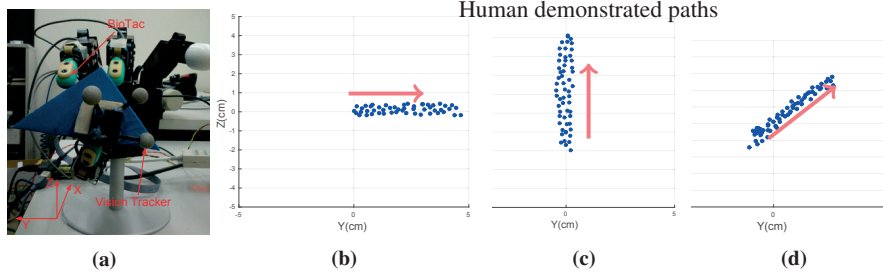 Human demonstrated paths
BioTac
Z
X
Y
Vision Tracker
(a)
Z(cm)
5
4
3
2
1
0
-1
-2
-3
-4
-5
-5
0
5
Y(cm)
(b)
0
5
Y(cm)
(c)
0
Y(cm)
(d)